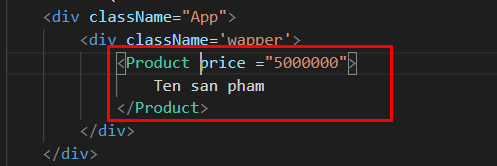 <div className="App">
<div className='wapper'>
<Product price ="5000000">
Ten san pham
</Product>
</div>
</div>